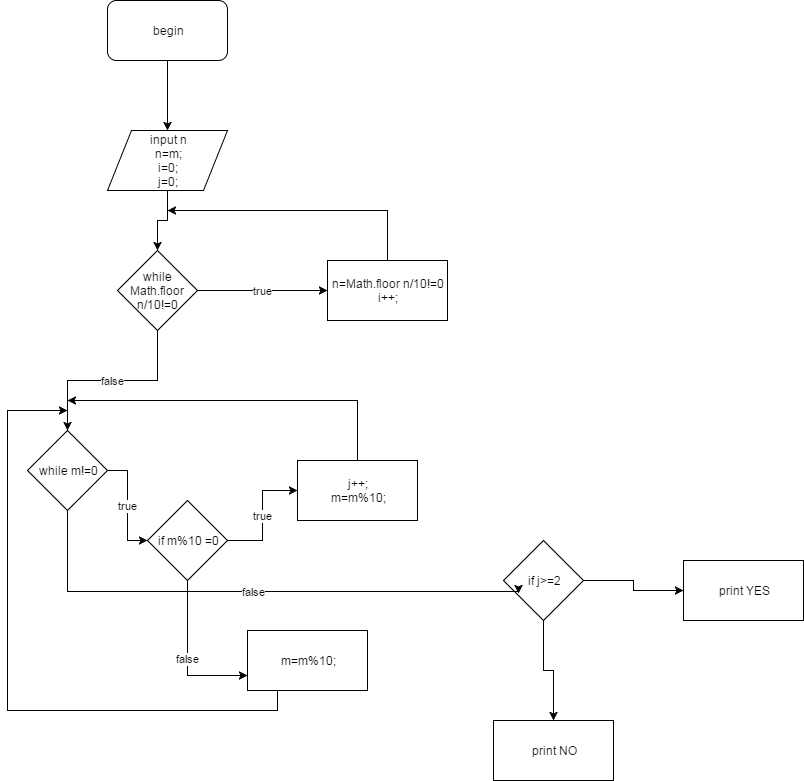 begin
input n
n=m;
i=0;
j=0;
while
Math.floor
n/10!=0
true
n=Math.floor n/10!=0
i++;
false
while m!=0
true
if m%10 =0
true
j++;
m=m%10;
false
if j>=2
print YES
false
m=m%10;
print NO